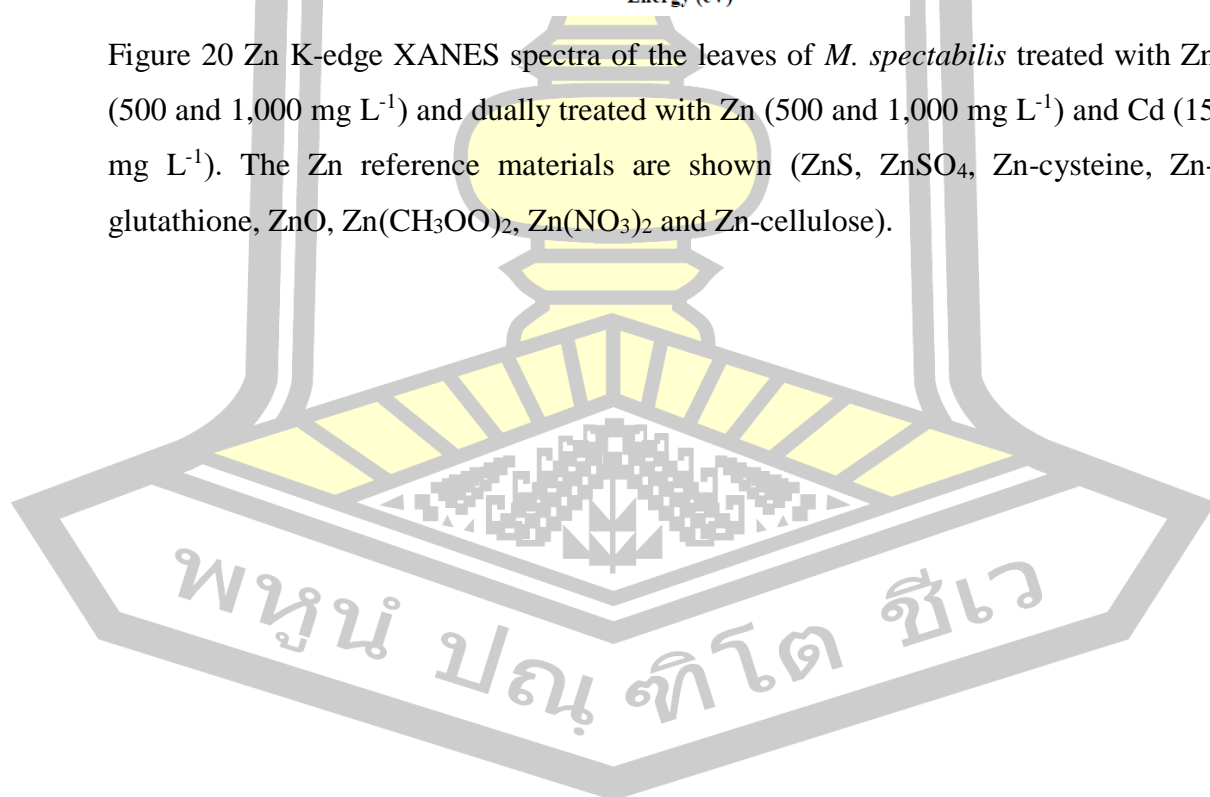 Energy (eV)
Figure 20 Zn K-edge XANES spectra of the leaves of M. spectabilis treated with Zn
(500 and 1,000 mg L-1) and dually treated with Zn (500 and 1,000 mg L-1) and Cd (15
mg L-1). The Zn reference materials are shown (ZnS, ZnSO4, Zn-cysteine, Zn-
glutathione, ZnO, Zn(CH3OO)2, Zn(NO3)2 and Zn-cellulose).
พหูนํ ปณฺฑิโต ชีเว